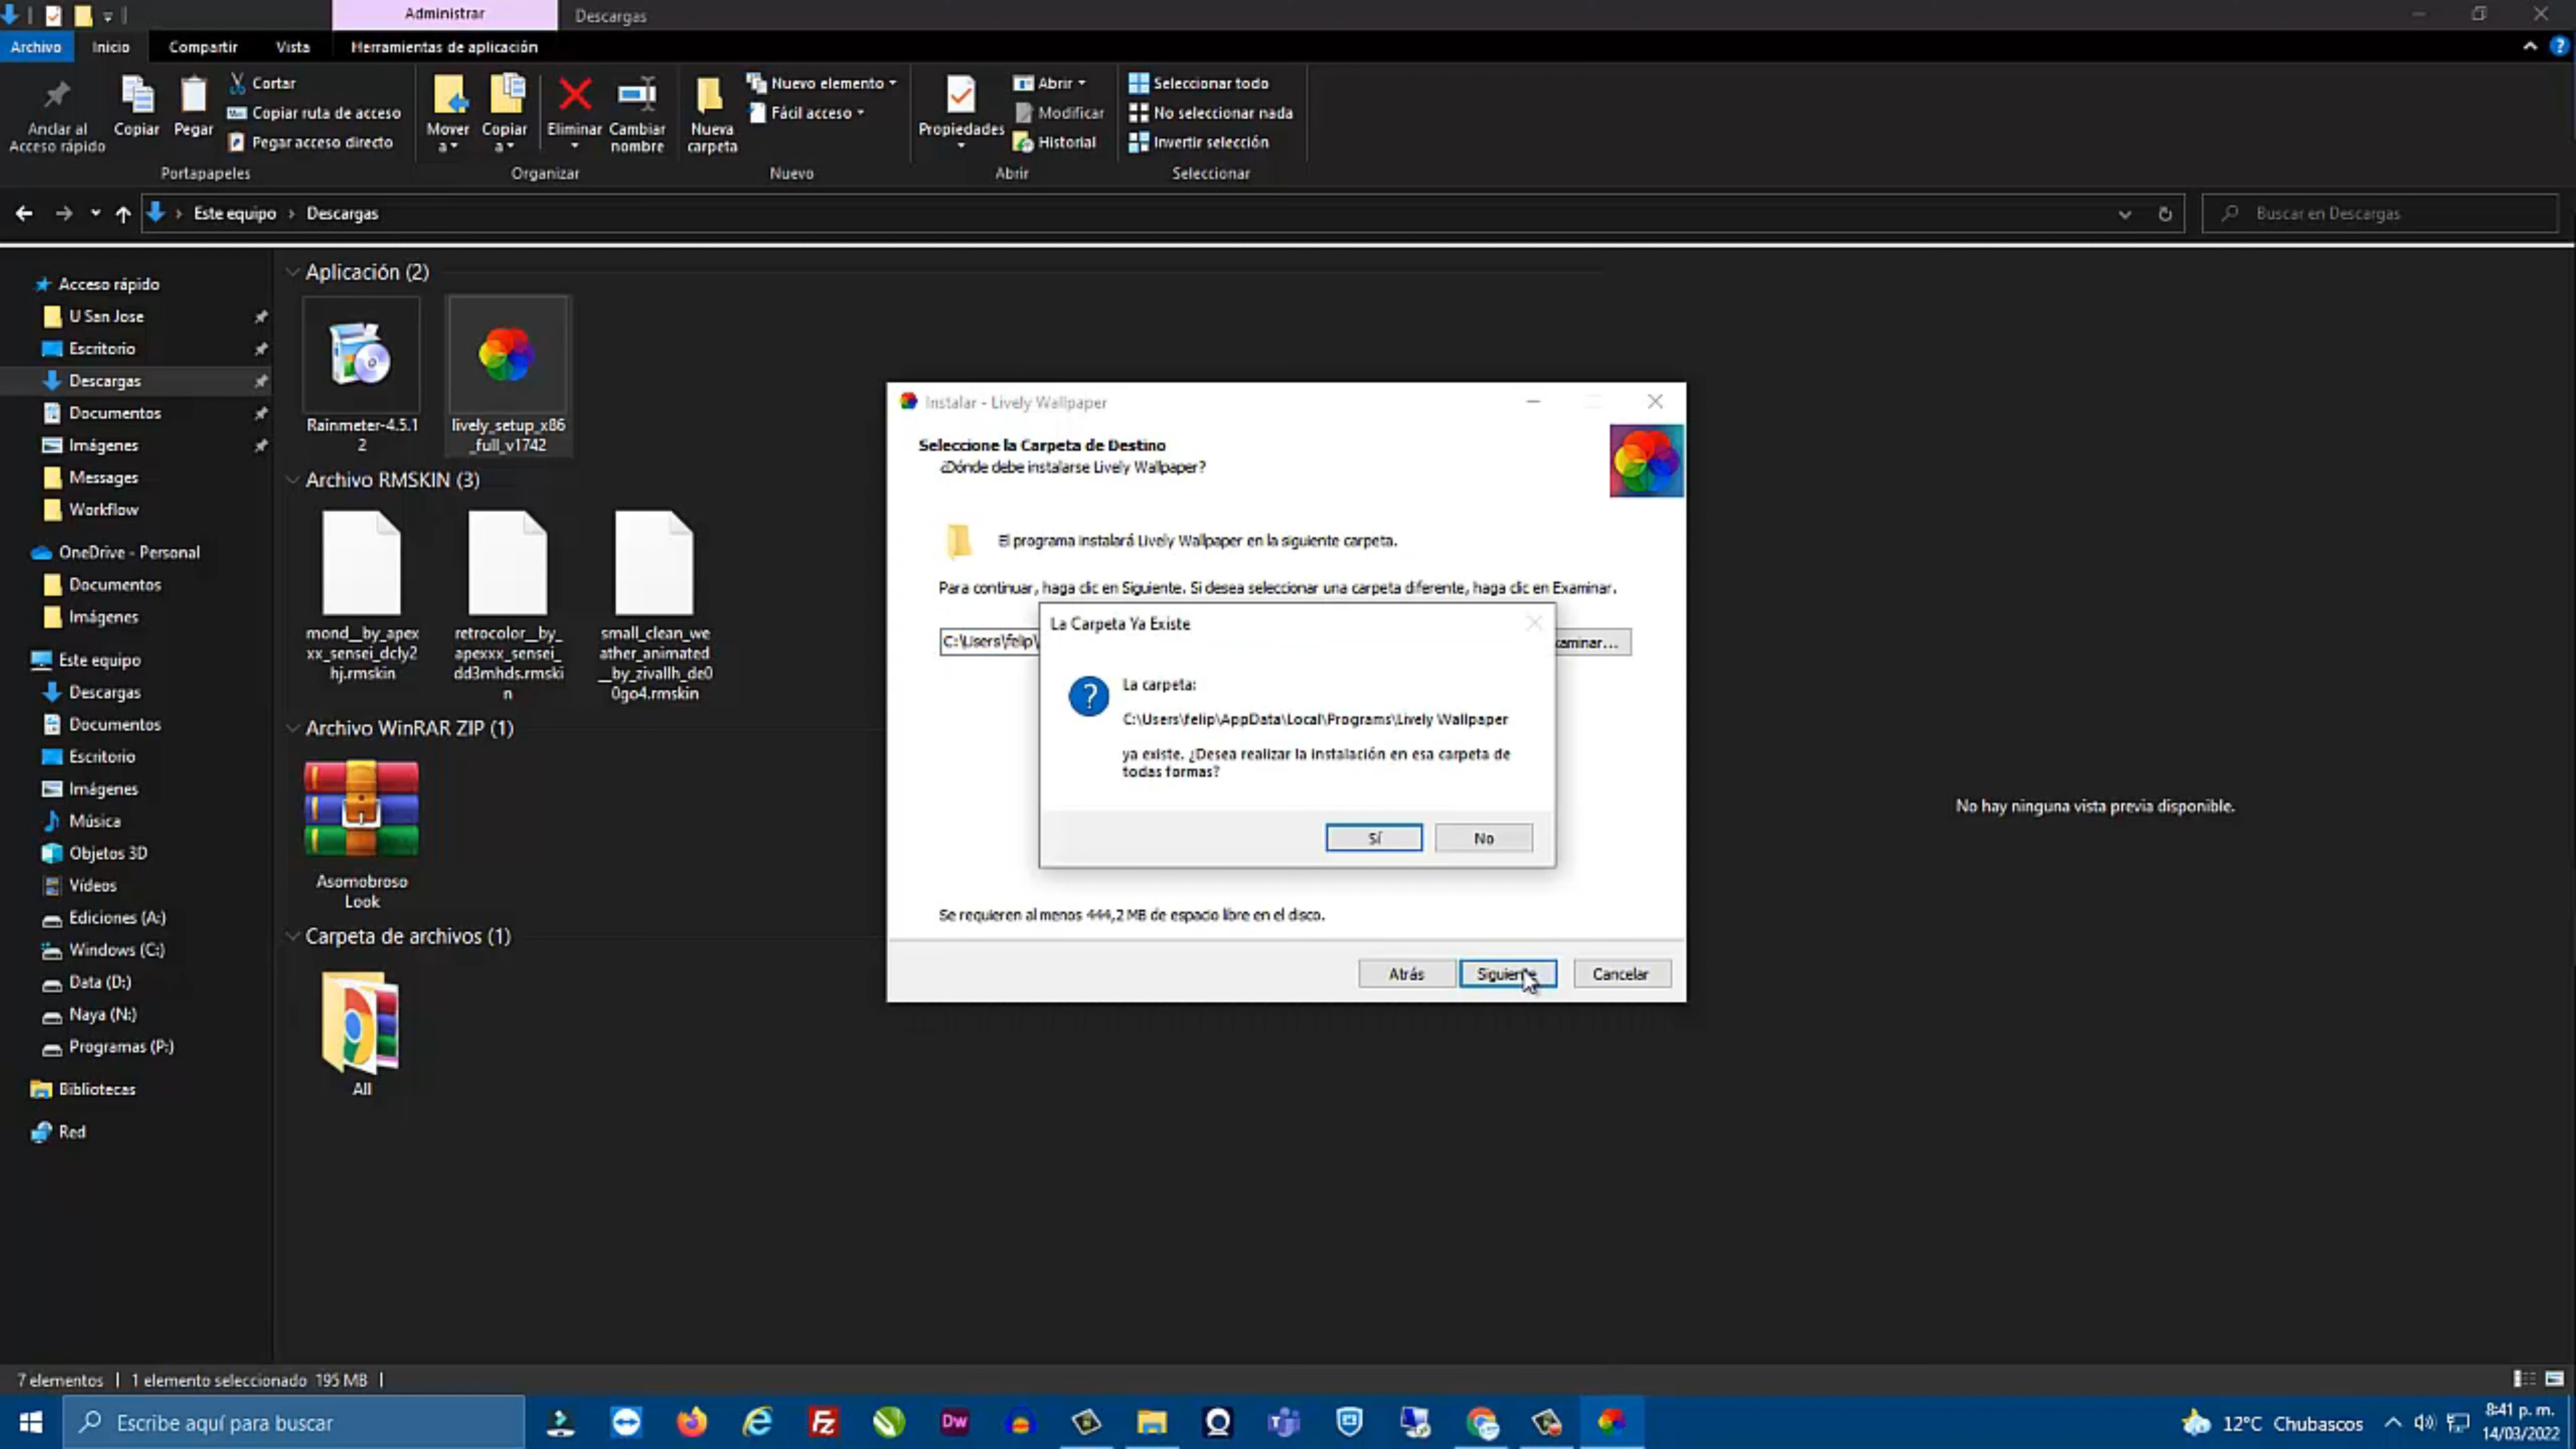 Administrar
Descargas
Archivo
Inicio
Compartir
Vista
Herramientas de aplicación
Anclar al
Acceso rápido
Copiar
Pegar
Cortar
Copiar ruta de acceso
Pegar acceso directo
Portapapeles
Mover
a
Copiar
a
Eliminar
Cambiar
nombre
Organizar
Nueva
carpeta
Nuevo elemento
Fácil acceso
Nuevo
Propiedades
Abrir
Modificar
Historial
Abrir
Seleccionar todo
No seleccionar nada
Invertir selección
Seleccionar
Este equipo
Descargas
Buscar en Descargas
Acceso rápido
U San Jose
Escritorio
Descargas
Documentos
Imágenes
Messages
Workflow
OneDrive - Personal
Documentos
Imágenes
Este equipo
Descargas
Documentos
Escritorio
Imágenes
Música
Objetos 3D
Vídeos
Ediciones (A:)
Windows (C:)
Data (D:)
Naya (N:)
Programas (P:)
Bibliotecas
Red
Aplicación (2)
Rainmeter-4.5.1
2
lively_setup_x86
_full_v1742
Archivo RMSKIN (3)
mond__by_apex
xx_sensei_dcly2
hj.rmskin
retrocolor__by_
apexxx_sensei_
dd3mhds.rmski
n
small_clean_we
ather_animated
__by_zivallh_de0
0go4.rmskin
Archivo WinRAR ZIP (1)
Asomobroso
Look
Carpeta de archivos (1)
All
Instalar - Lively Wallpaper
Seleccione la Carpeta de Destino
¿Dónde debe instalarse Lively Wallpaper?
El programa instalará Lively Wallpaper en la siguiente carpeta.
Para continuar, haga clic en Siguiente. Si desea seleccionar una carpeta diferente, haga clic en Examinar.
C:\Users\felip\
xaminar...
La Carpeta Ya Existe
La carpeta:
C:\Users\felip\AppData\Local\Programs\Lively Wallpaper
ya existe. ¿Desea realizar la instalación en esa carpeta de
todas formas?
Sí
No
Se requieren al menos 444,2 MB de espacio libre en el disco.
Atrás
Siguiente
Cancelar
No hay ninguna vista previa disponible.
7 elementos
1 elemento seleccionado 195 MB
Escribe aquí para buscar
Dw
12°C Chubascos
8:41 p. m.
14/03/2022